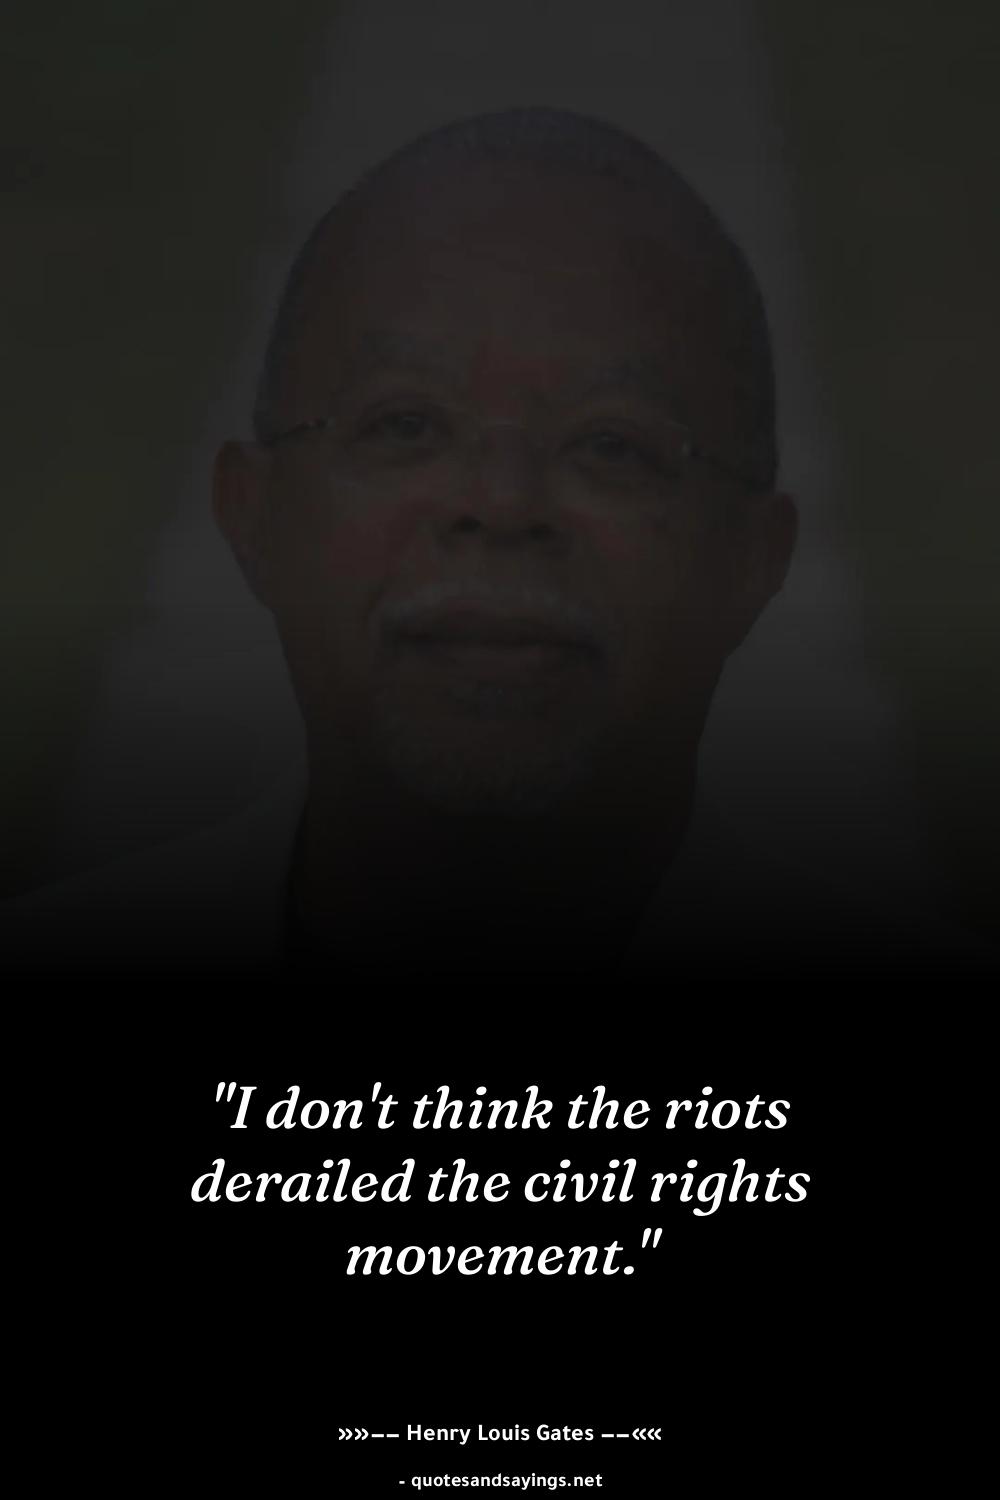 "I don't think the riots
derailed the civil rights
movement."
»»–– Henry Louis Gates ––««
- quotesandsayings.net